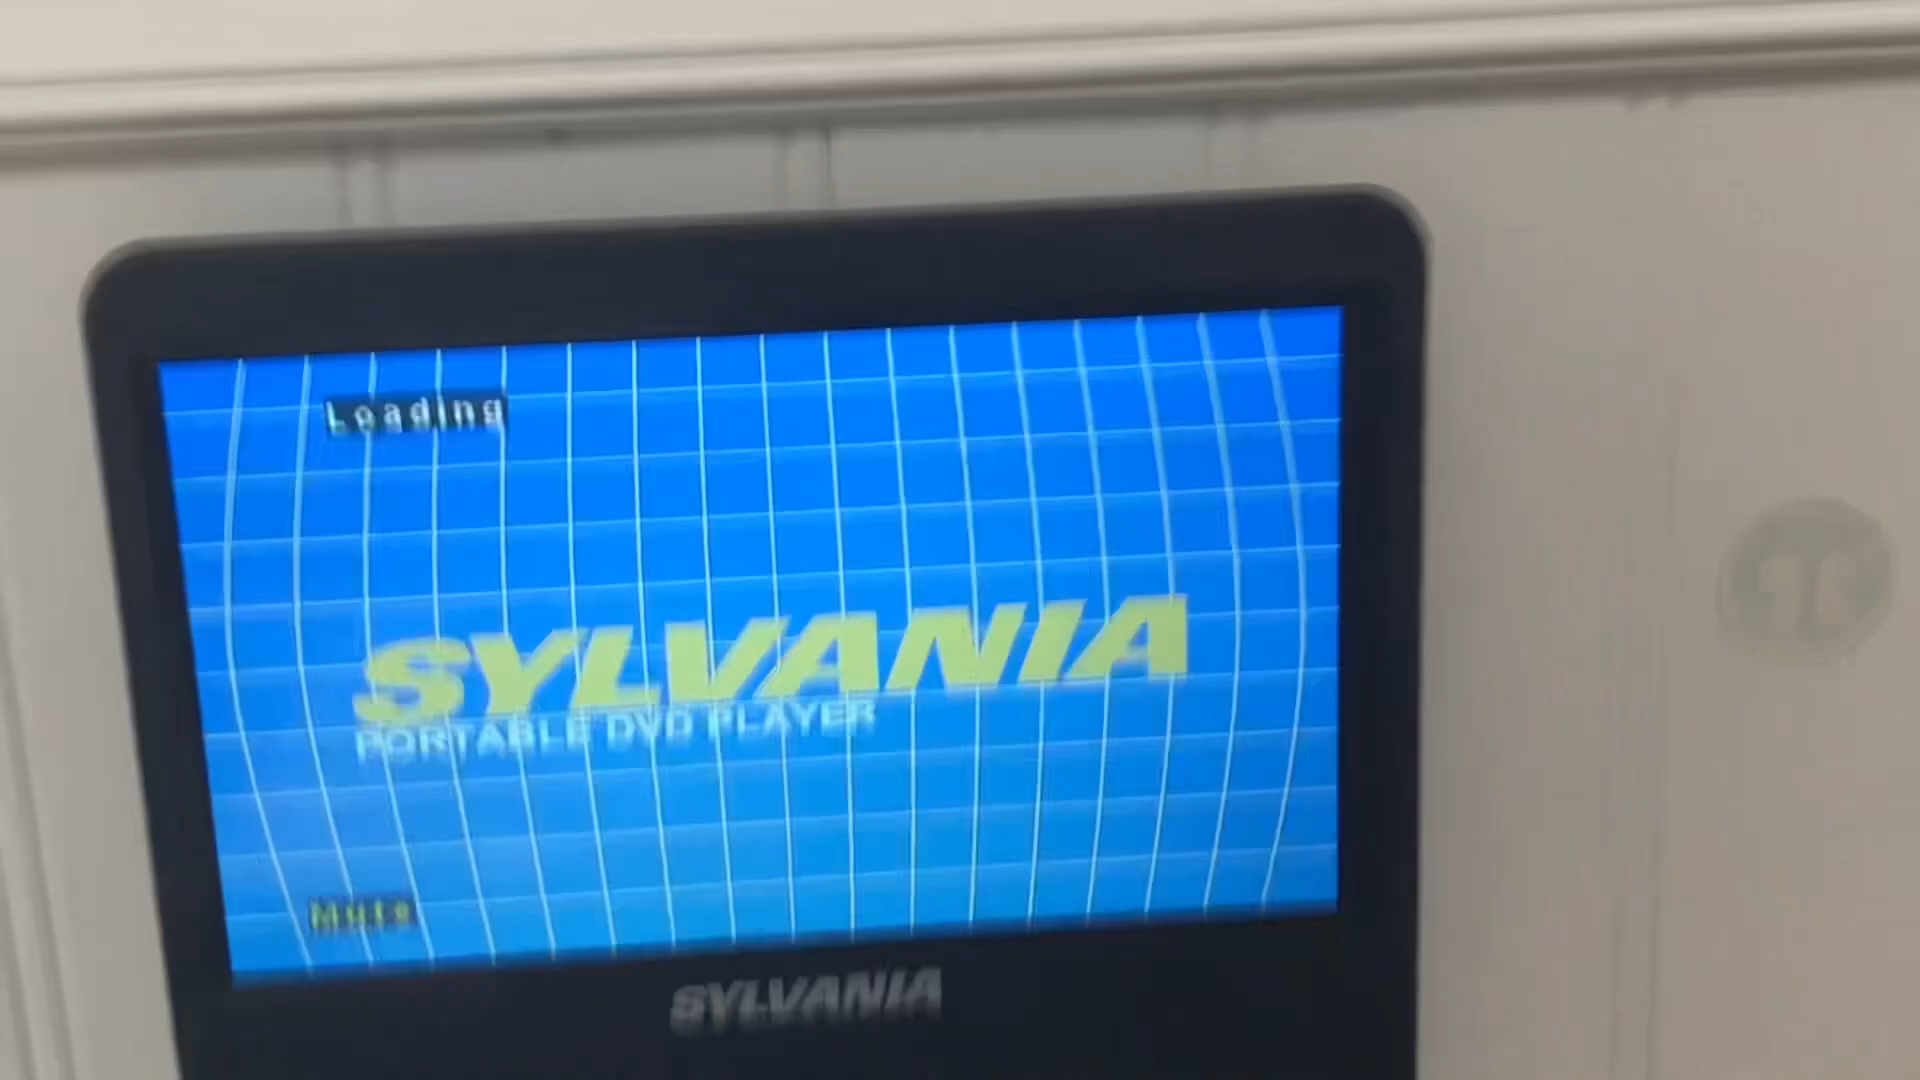 Loading
SYLVANIA
PORTABLE DVD PLAYER
Mute
SYLVANIA